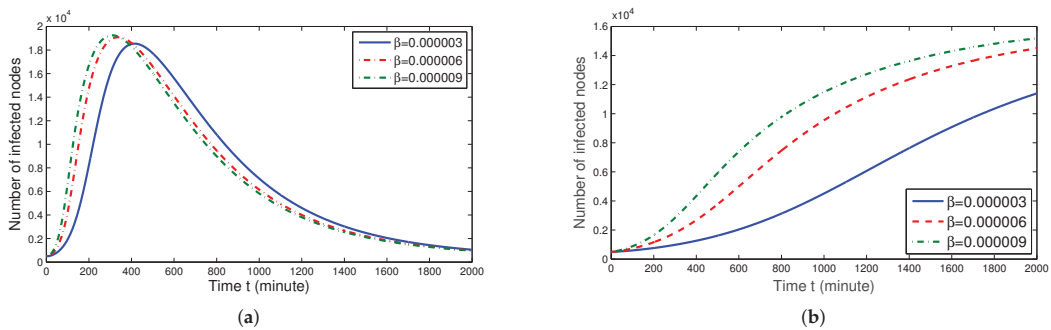 x 10⁴
2
1.8
1.6
1.4
1.2
1
0.8
0.6
0.4
0.2
0
Number of infected nodes
0 200 400 600 800 1000 1200 1400 1600 1800 2000
Time t (minute)
β=0.000003
β=0.000006
β=0.000009
(a)
x 10⁴
1.6
1.4
1.2
1
0.8
0.6
0.4
0.2
0
Number of infected nodes
0 200 400 600 800 1000 1200 1400 1600 1800 2000
Time t (minute)
β=0.000003
β=0.000006
β=0.000009
(b)